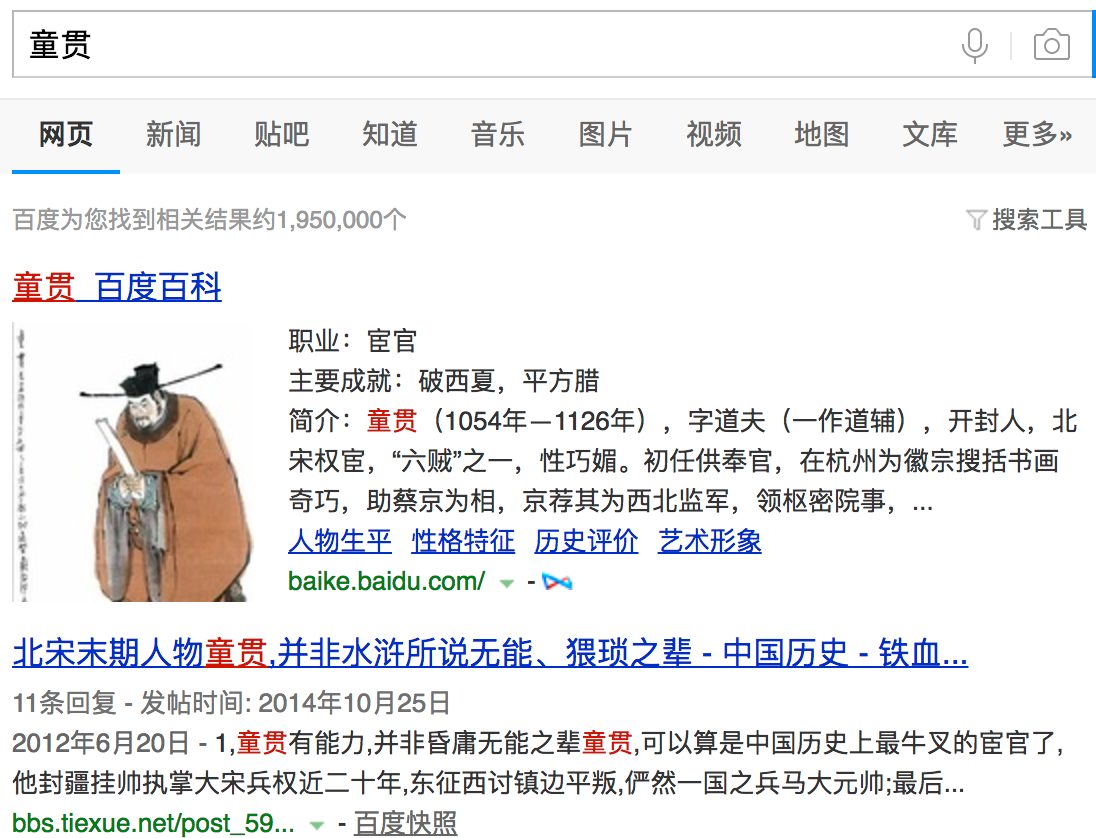 童贯
网页 新闻 贴吧 知道 音乐 图片 视频 地图 文库 更多»
百度为您找到相关结果约1,950,000个 搜索工具
童贯_百度百科
职业：宦官
主要成就：破西夏，平方腊
简介：童贯（1054年－1126年），字道夫（一作道辅），开封人，北
宋权宦，“六贼”之一，性巧媚。初任供奉官，在杭州为徽宗搜括书画
奇巧，助蔡京为相，京荐其为西北监军，领枢密院事，...
人物生平 性格特征 历史评价 艺术形象
baike.baidu.com/ -
北宋末期人物童贯,并非水浒所说无能、猥琐之辈 - 中国历史 - 铁血...
11条回复 - 发帖时间: 2014年10月25日
2012年6月20日 - 1,童贯有能力,并非昏庸无能之辈童贯,可以算是中国历史上最牛叉的宦官了,
他封疆挂帅执掌大宋兵权近二十年,东征西讨镇边平叛,俨然一国之兵马大元帅;最后...
bbs.tiexue.net/post_59... - 百度快照